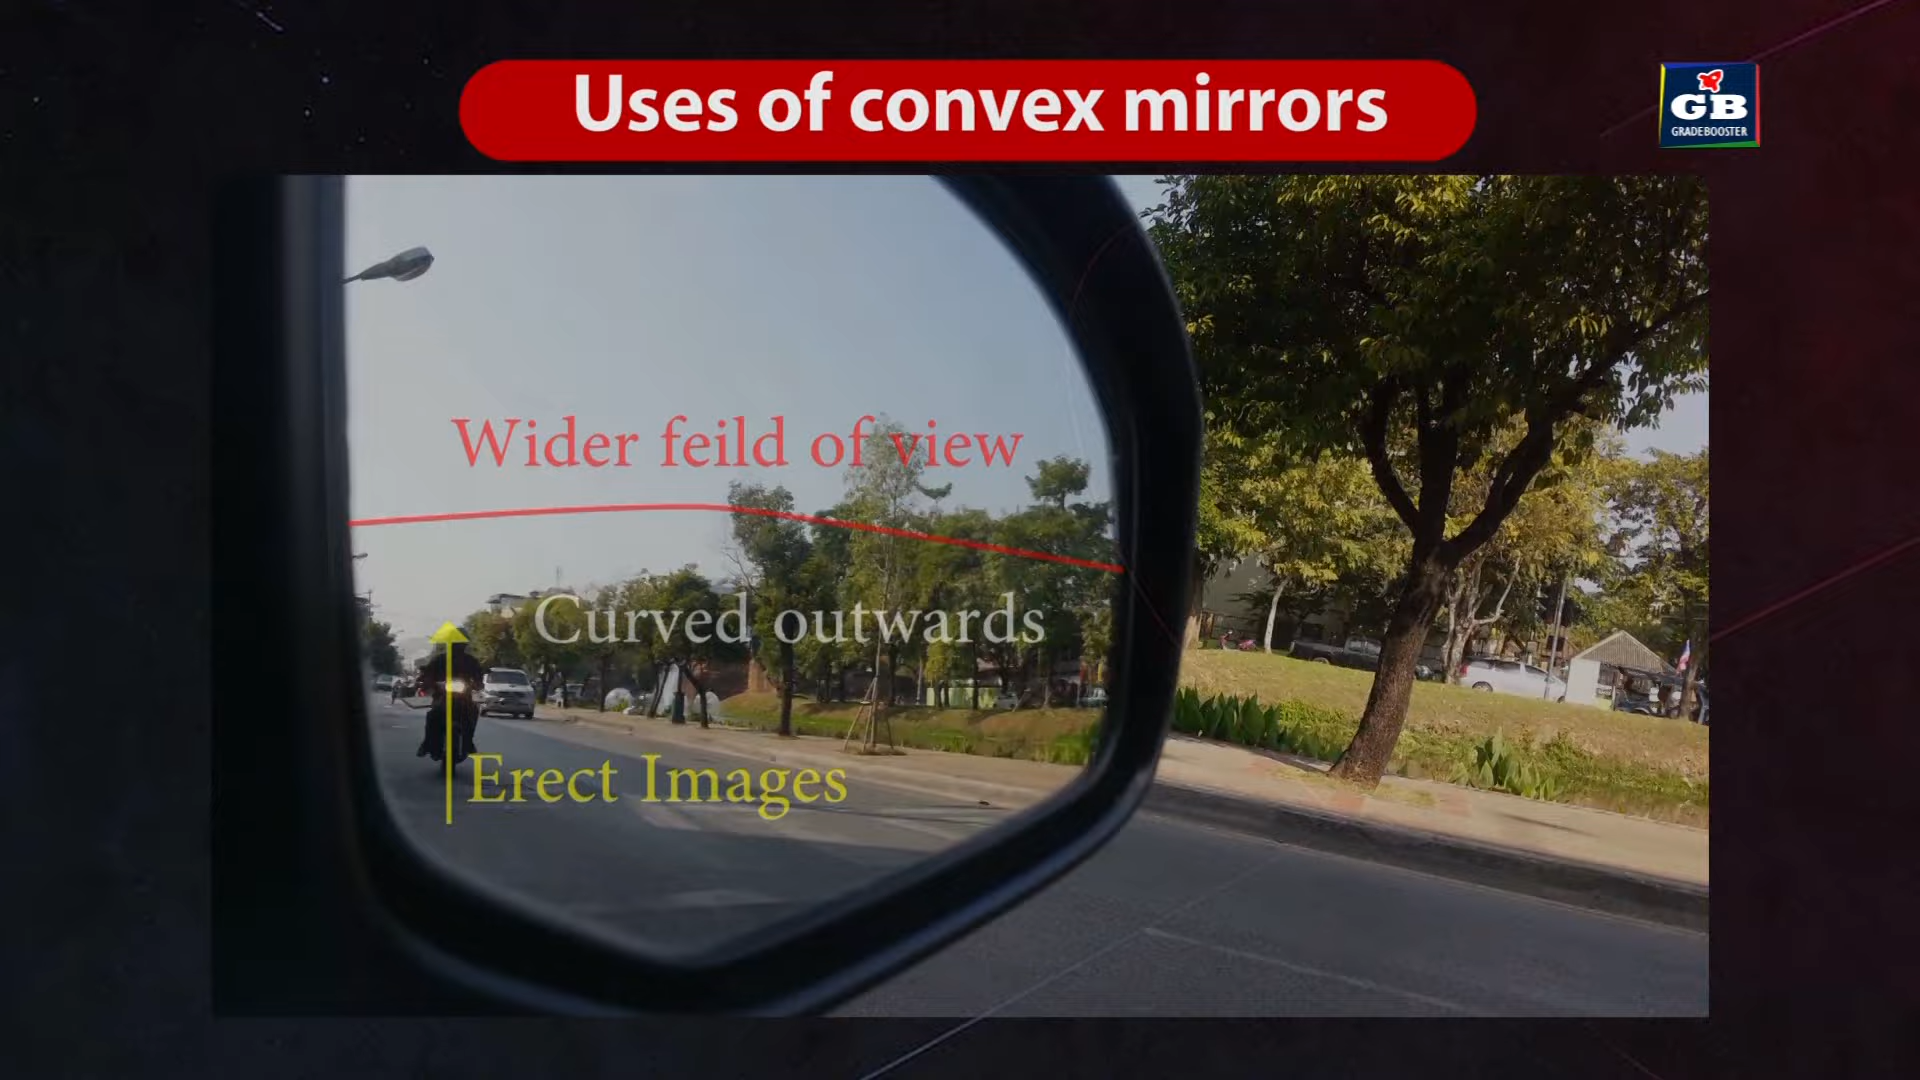 Uses of convex mirrors
GB
GRADEBOOSTER
Wider feild of view
Curved outwards
Erect Images